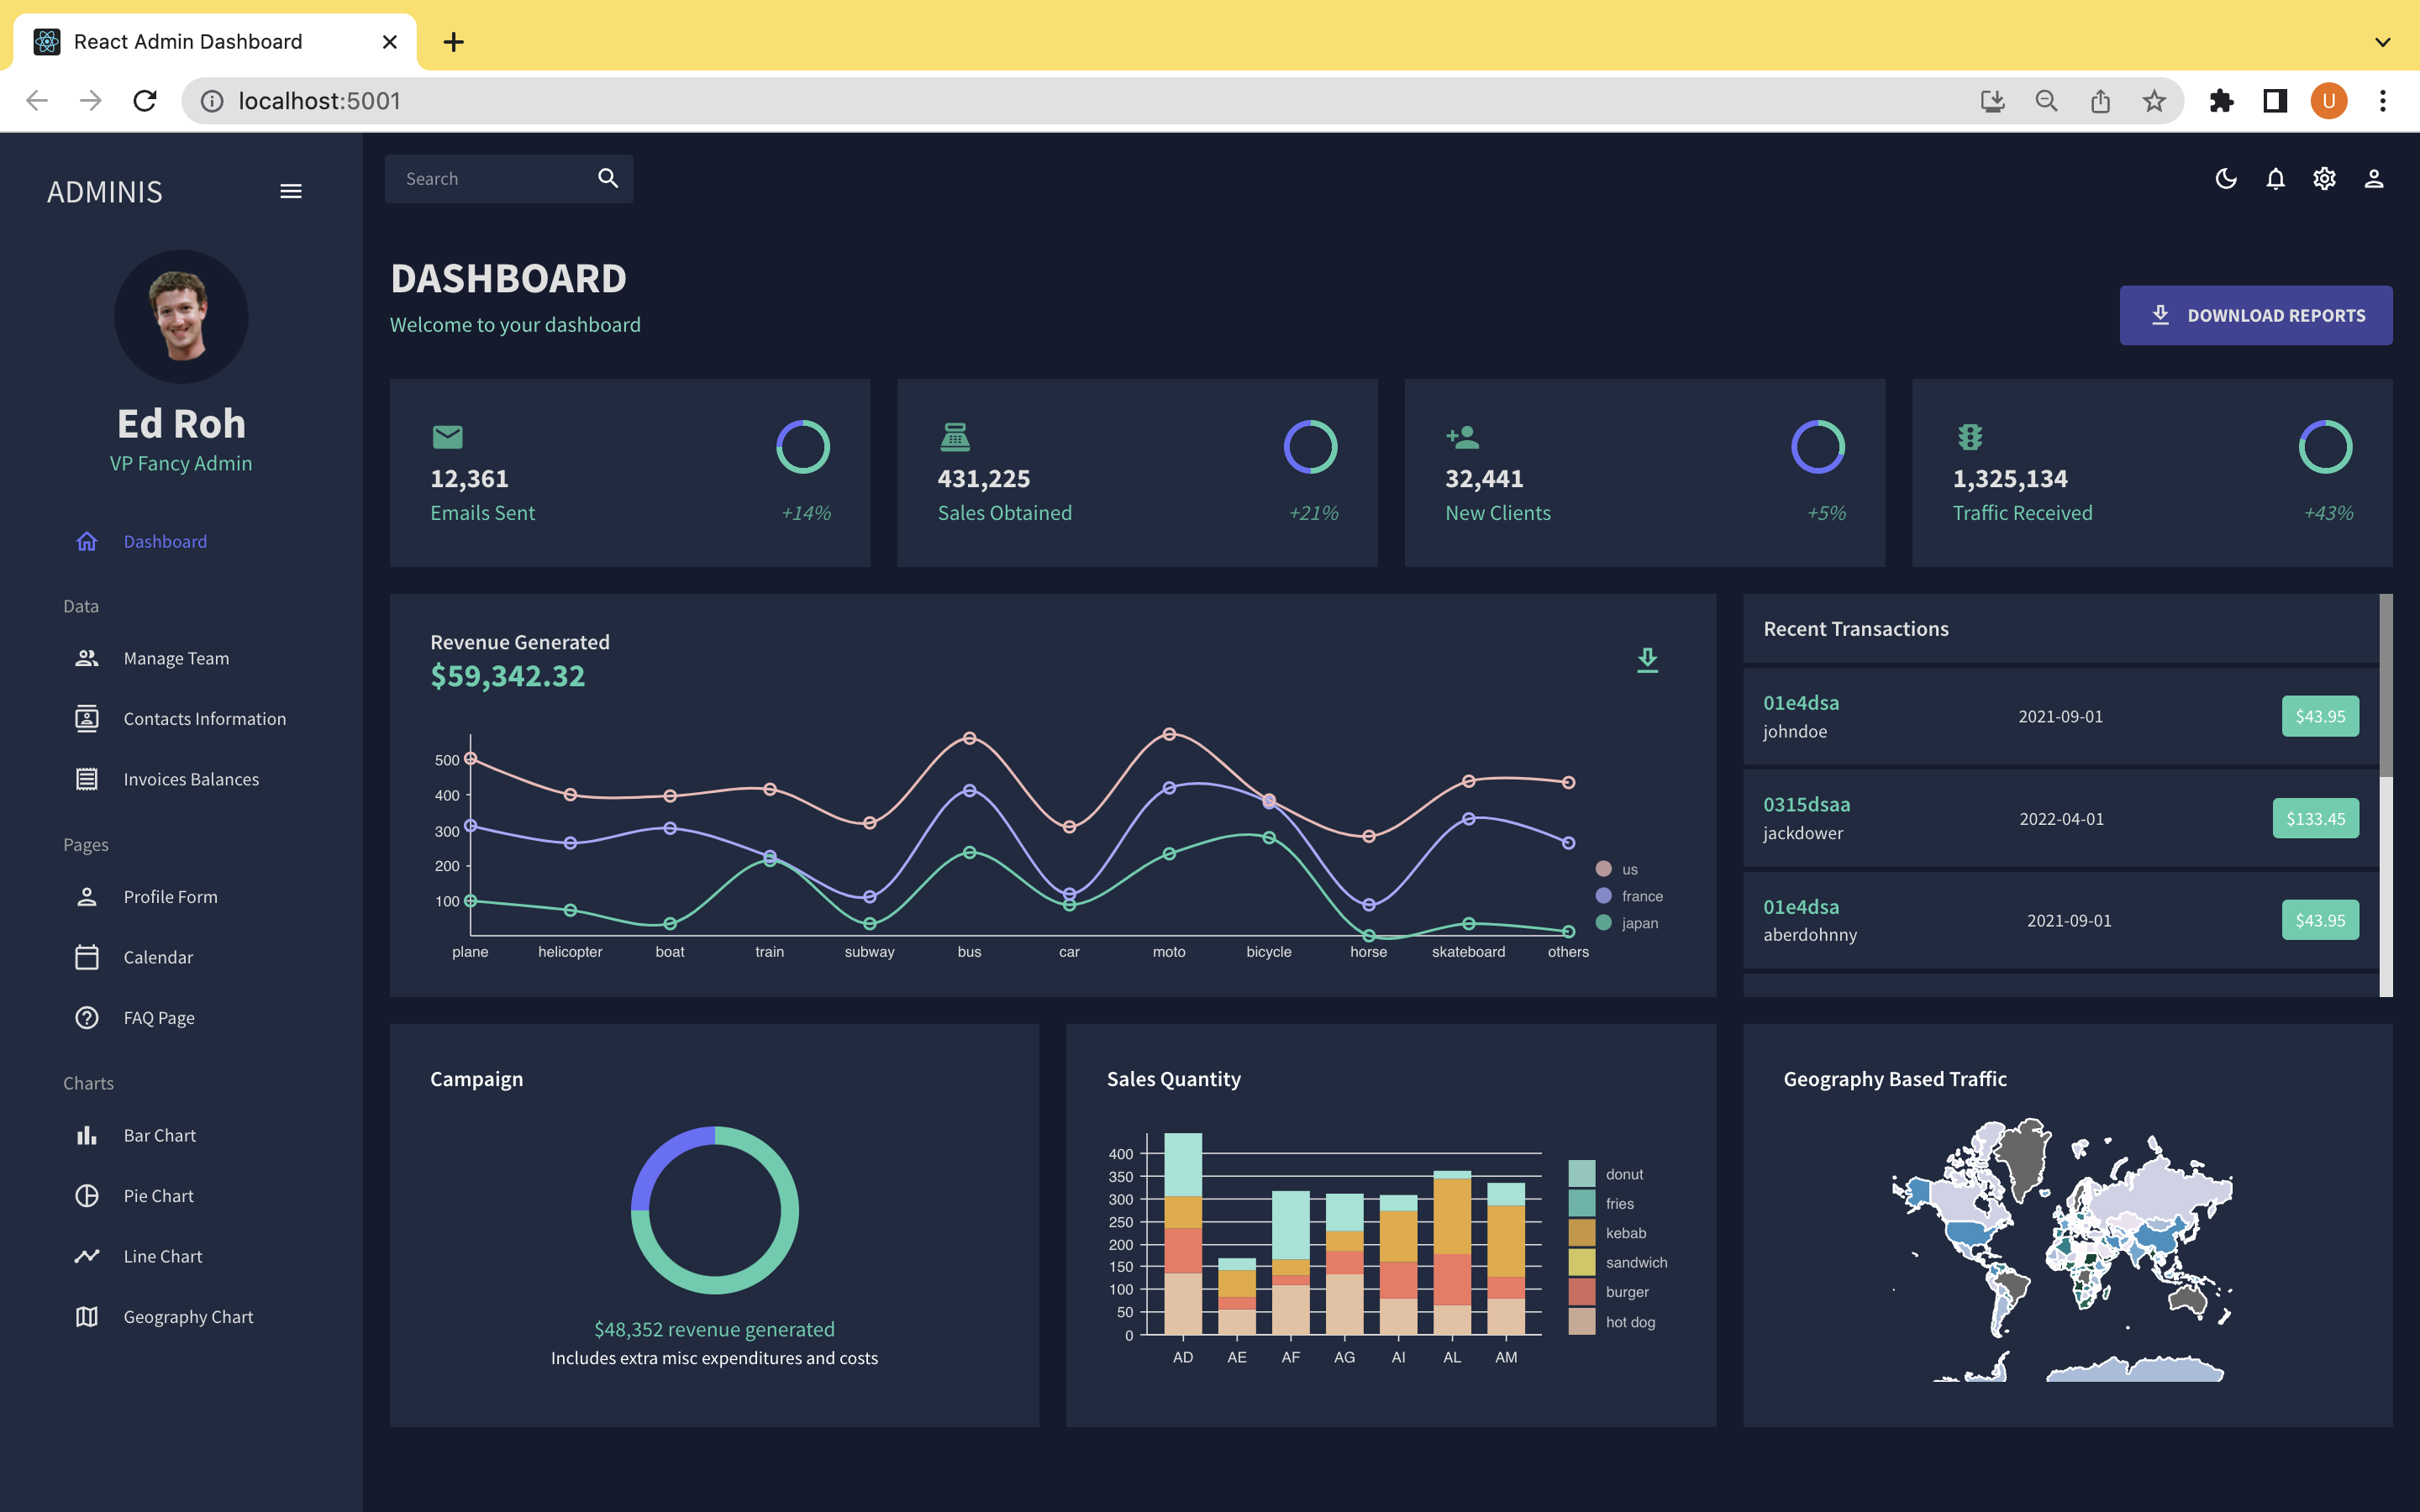 React Admin Dashboard
localhost:5001
U
ADMINIS
Search
Ed Roh
VP Fancy Admin
Dashboard
Data
Manage Team
Contacts Information
Invoices Balances
Pages
Profile Form
Calendar
FAQ Page
Charts
Bar Chart
Pie Chart
Line Chart
Geography Chart
DASHBOARD
Welcome to your dashboard
DOWNLOAD REPORTS
12,361
Emails Sent
+14%
431,225
Sales Obtained
+21%
32,441
New Clients
+5%
1,325,134
Traffic Received
+43%
Revenue Generated
$59,342.32
500
400
300
200
100
plane helicopter boat train subway bus car moto bicycle horse skateboard others
us
france
japan
Recent Transactions
01e4dsa
johndoe
2021-09-01
$43.95
0315dsaa
jackdower
2022-04-01
$133.45
01e4dsa
aberdohnny
2021-09-01
$43.95
Campaign
$48,352 revenue generated
Includes extra misc expenditures and costs
Sales Quantity
400
350
300
250
200
150
100
50
0
AD AE AF AG AI AL AM
donut
fries
kebab
sandwich
burger
hot dog
Geography Based Traffic